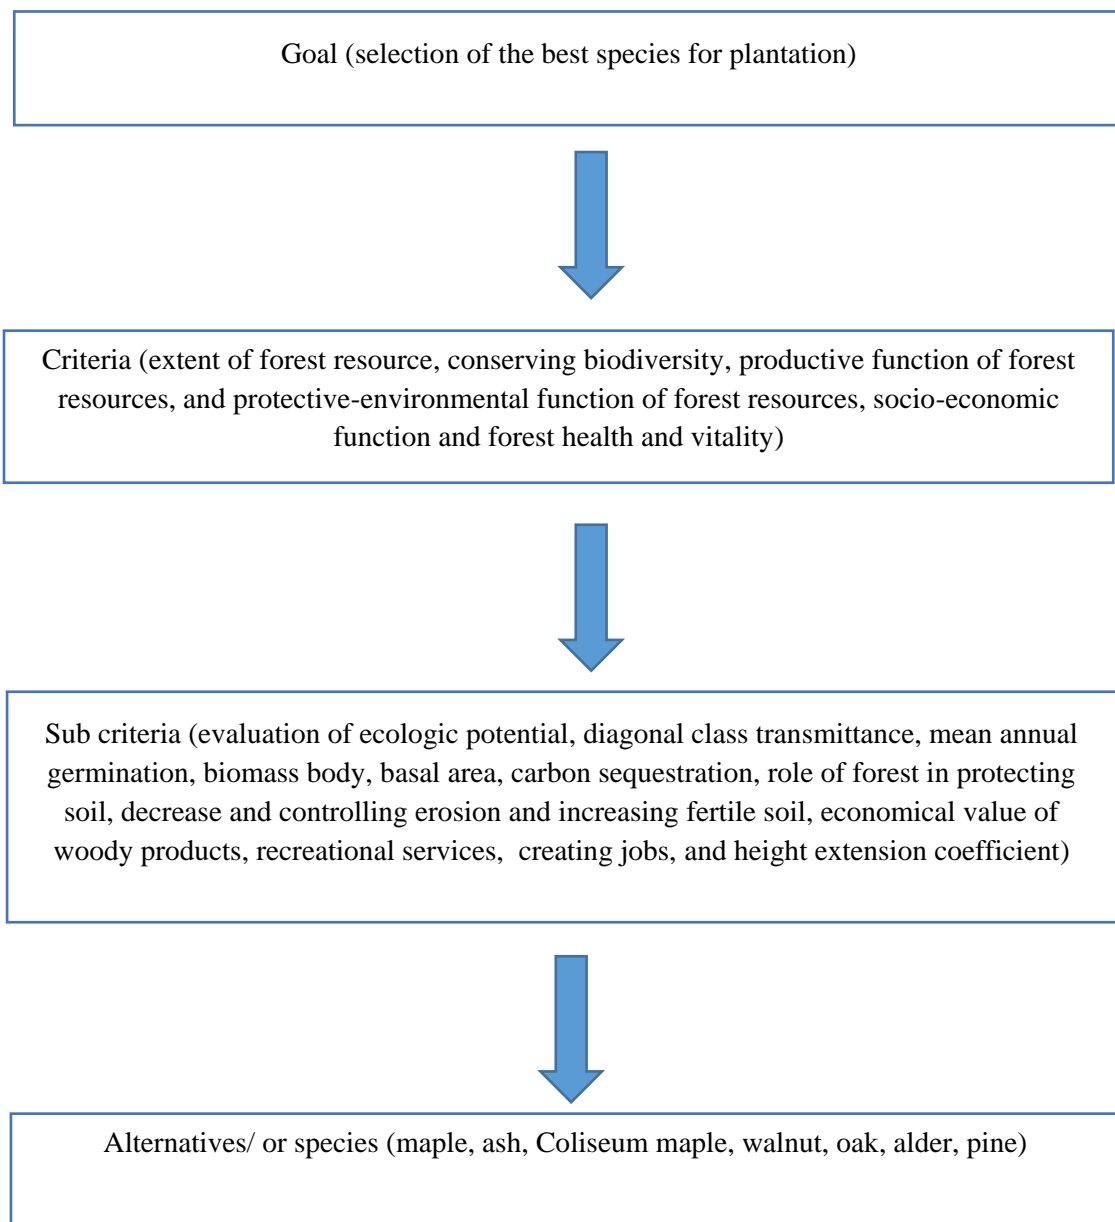 Goal (selection of the best species for plantation)
Criteria (extent of forest resource, conserving biodiversity, productive function of forest
resources, and protective-environmental function of forest resources, socio-economic
function and forest health and vitality)
Sub criteria (evaluation of ecologic potential, diagonal class transmittance, mean annual
germination, biomass body, basal area, carbon sequestration, role of forest in protecting
soil, decrease and controlling erosion and increasing fertile soil, economical value of
woody products, recreational services,  creating jobs, and height extension coefficient)
Alternatives/ or species (maple, ash, Coliseum maple, walnut, oak, alder, pine)